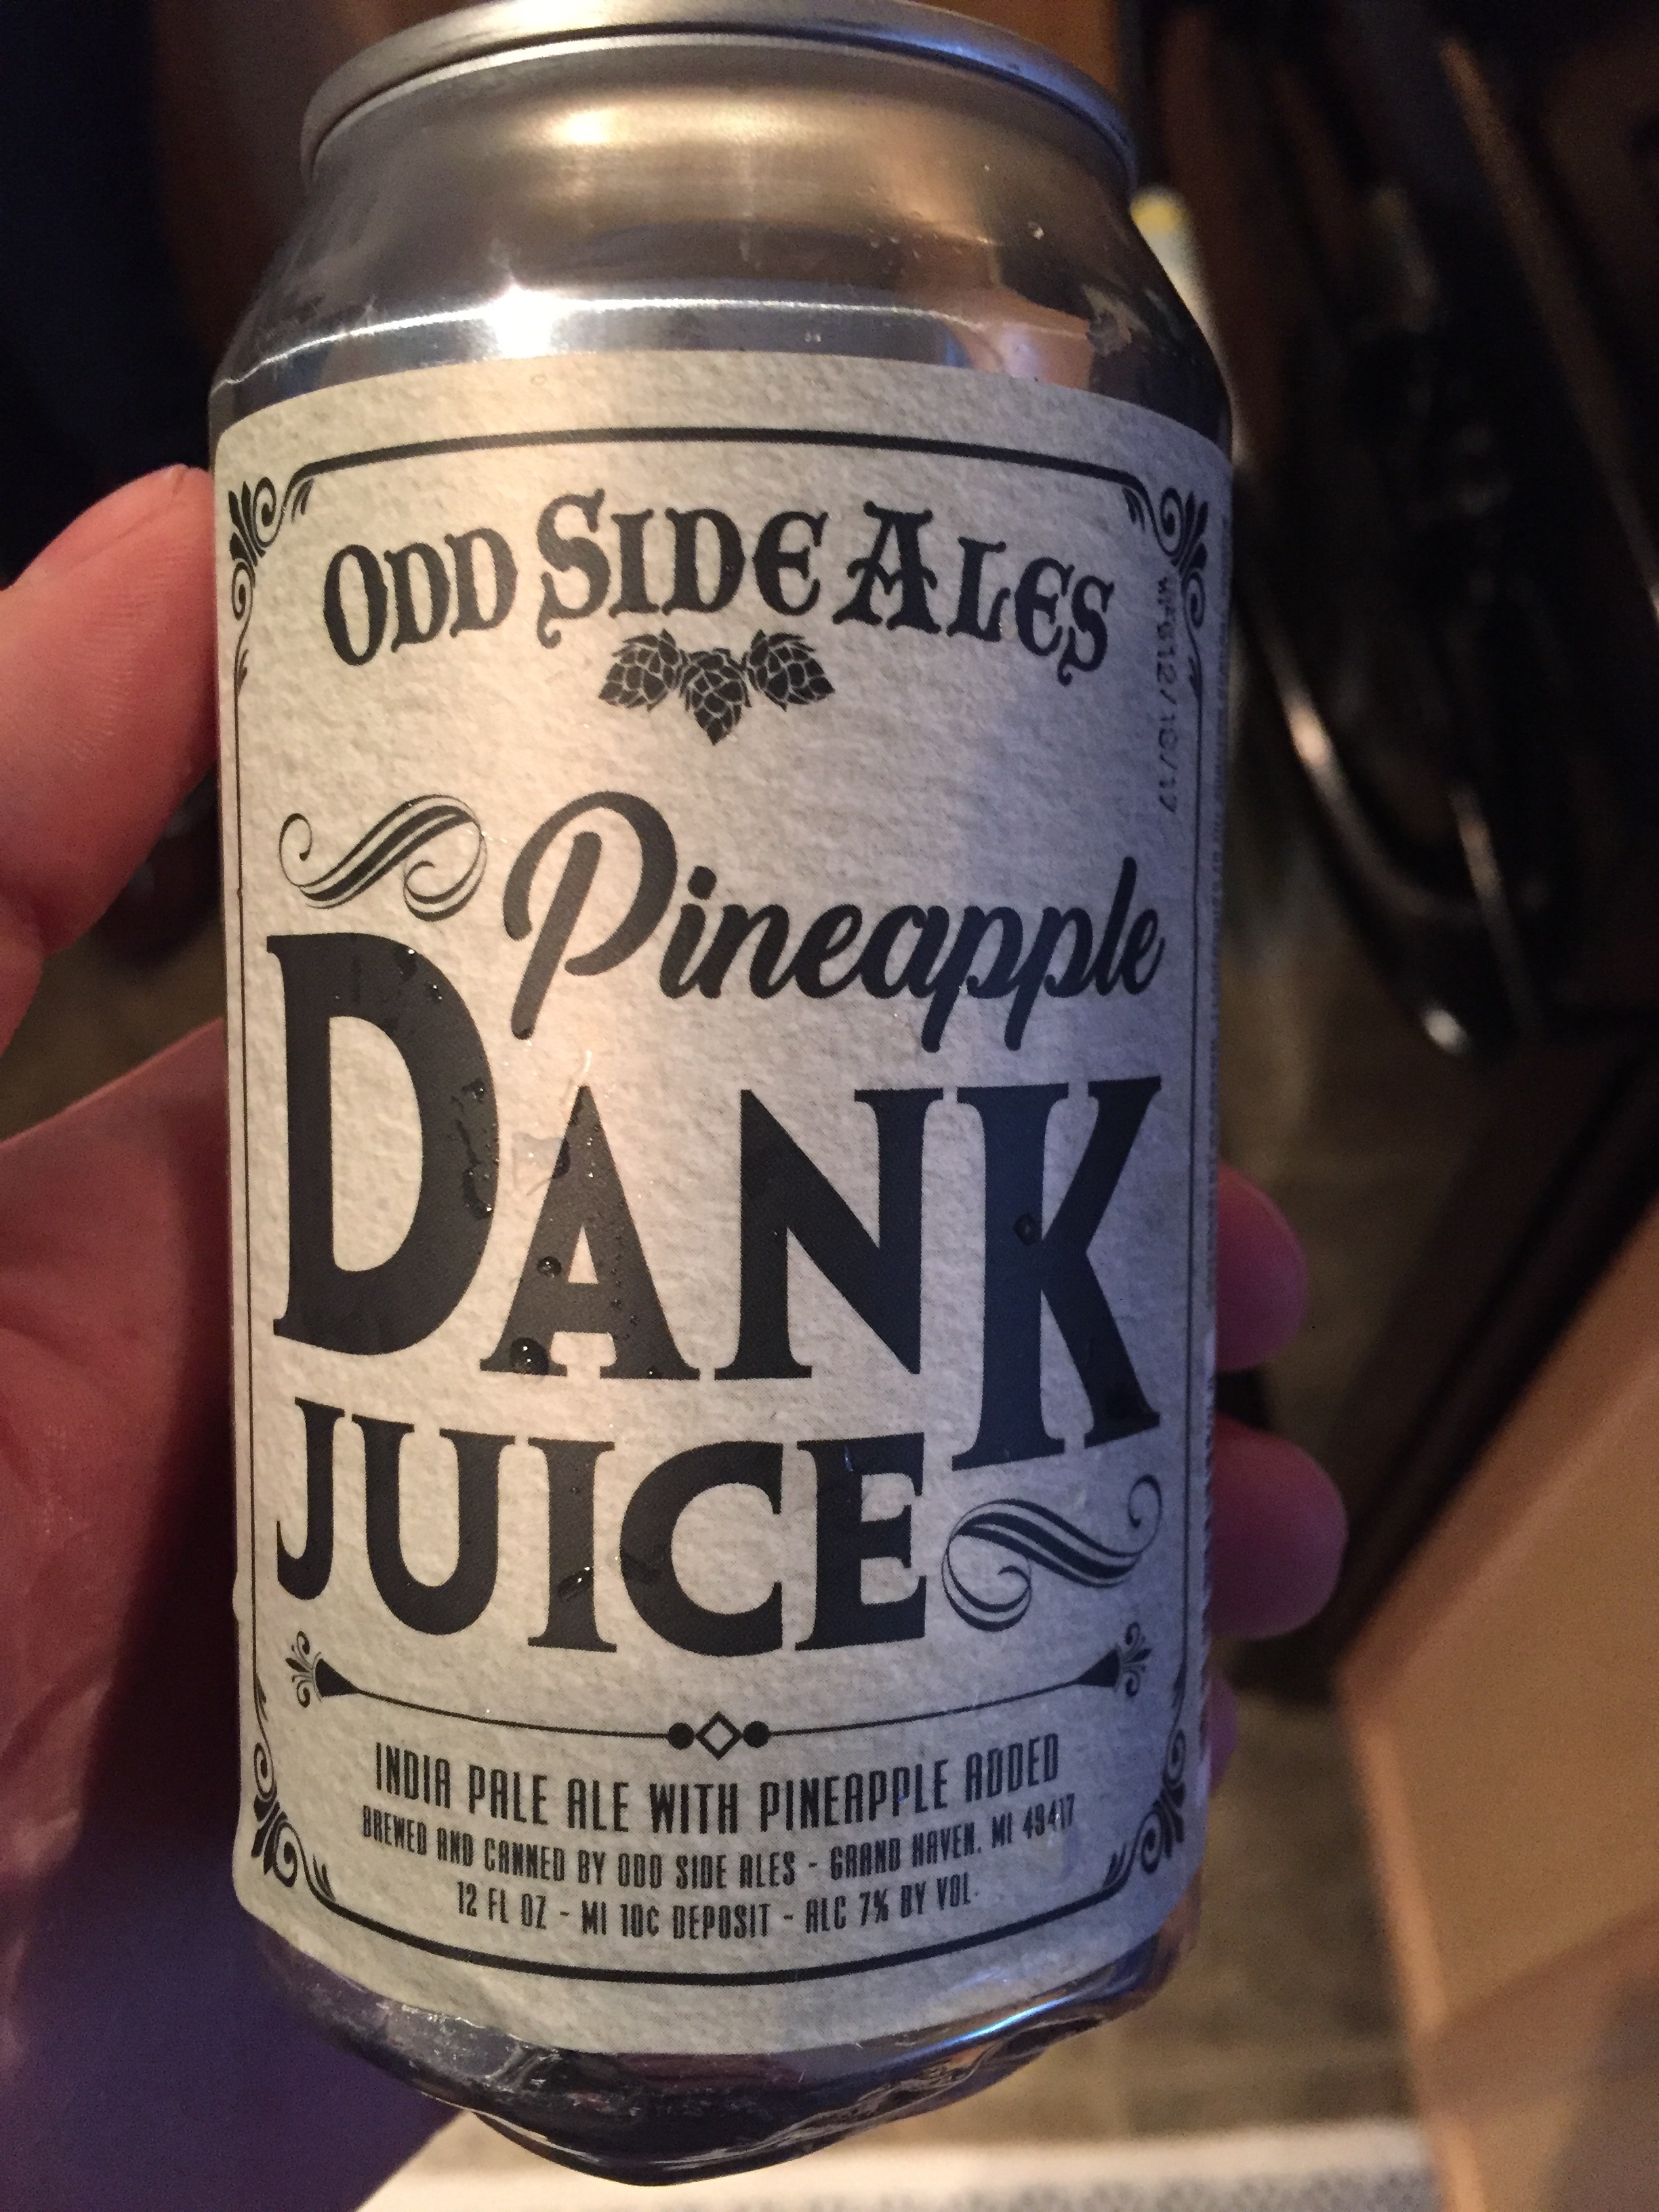 ODD SIDE ALES
Pineapple
DANK
JUICE
INDIA PALE ALE WITH PINEAPPLE ADDED
BREWED AND CANNED BY ODD SIDE ALES - GRAND HAVEN, MI 49417
12 FL OZ - MI 10¢ DEPOSIT - ALC 7% BY VOL.